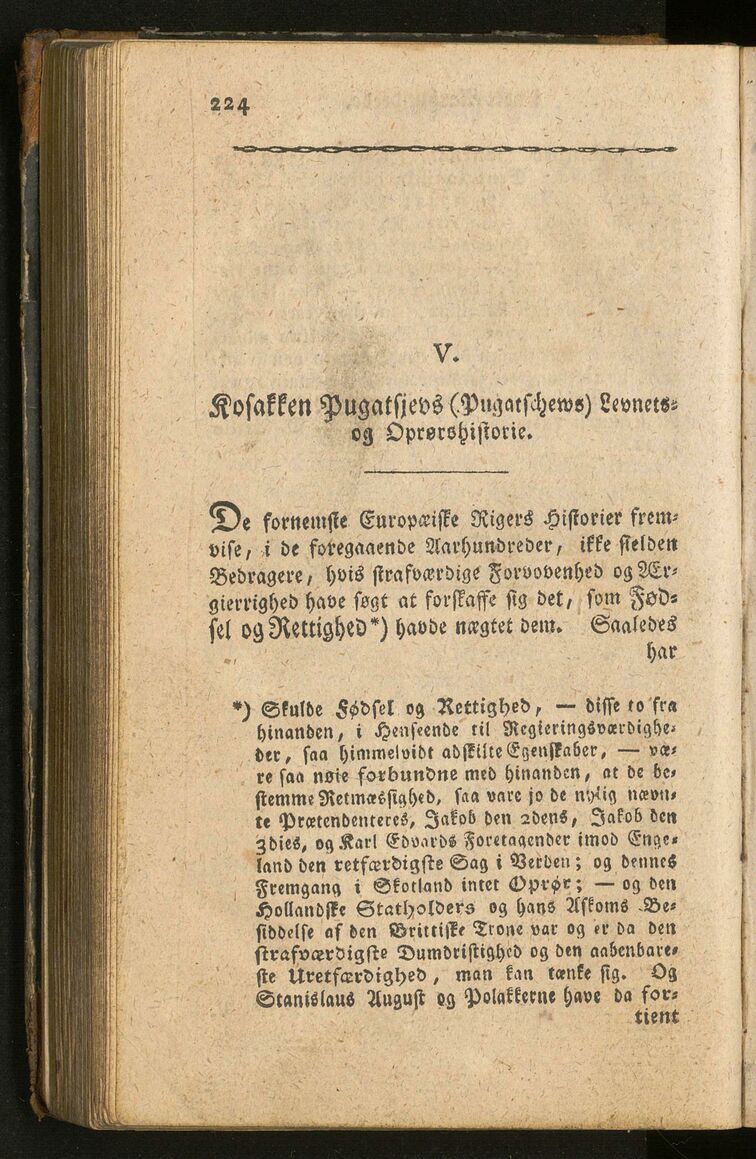 224
V.
Kosakken Pugatsjevs (Pugatschews) Levnets-
og Oprørshistorie.
De fornemste Europæiske Rigers Historier frem-
vise, i de foregaaende Aarhundreder, ikke sielden
Bedragere, hvis strafværdige Forvovenhed og Ær-
gierrighed have søgt at forskaffe sig det, som Fød-
sel og Rettighed*) havde nægtet dem. Saaledes
har
*) Skulde Fødsel og Rettighed, — disse to fra
hinanden, i Henseende til Regieringsværdighe-
der, saa himmelvidt adskilte Egenskaber, — væ-
re saa nøie forbundne med hinanden, at de be-
stemme Retmæssighed, saa vare jo de nylig nævn-
te Prætendenteres, Jakob den 2dens, Jakob den
3dies, og Karl Edvards Foretagender imod Enge-
land den retfærdigste Sag i Verden; og dennes
Fremgang i Skotland intet Oprør; — og den
Hollandske Statholders og hans Afkoms Be-
siddelse af den Brittiske Trone var og er da den
strafværdigste Dumdristighed og den aabenbare-
ste Uretfærdighed, man kan tænke sig. Og
Stanislaus August og Polakkerne have da for-
tient